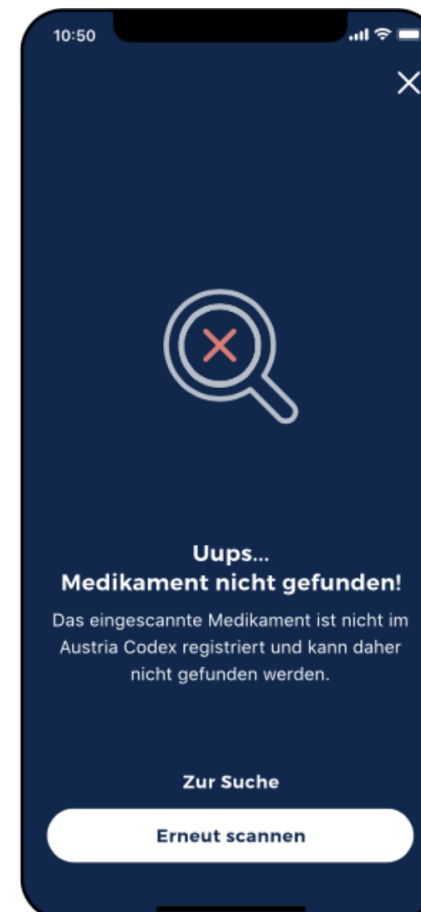 10:50
Uups...
Medikament nicht gefunden!
Das eingescannte Medikament ist nicht im
Austria Codex registriert und kann daher
nicht gefunden werden.
Zur Suche
Erneut scannen